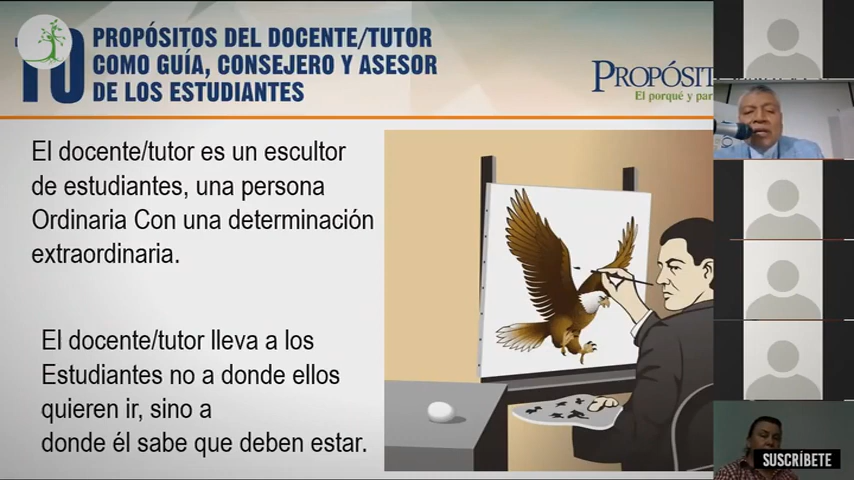 10
PROPÓSITOS DEL DOCENTE/TUTOR
COMO GUÍA, CONSEJERO Y ASESOR
DE LOS ESTUDIANTES
PROPÓSIT
El porqué y par
El docente/tutor es un escultor
de estudiantes, una persona
Ordinaria Con una determinación
extraordinaria.
El docente/tutor lleva a los
Estudiantes no a donde ellos
quieren ir, sino a
donde él sabe que deben estar.
SUSCRÍBETE